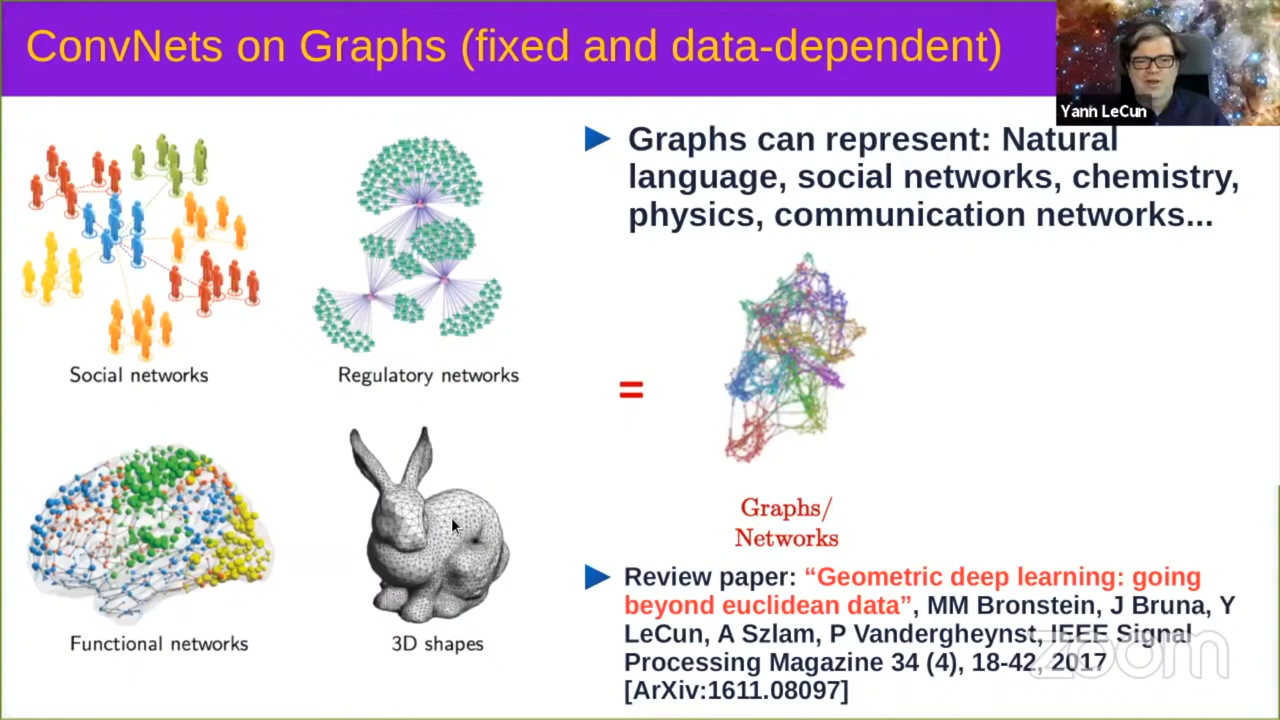 ConvNets on Graphs (fixed and data-dependent)
Yann LeCun
Graphs can represent: Natural
language, social networks, chemistry,
physics, communication networks...
Social networks
Regulatory networks
=
Functional networks
3D shapes
Graphs/
Networks
Review paper: “Geometric deep learning: going
beyond euclidean data”, MM Bronstein, J Bruna, Y
LeCun, A Szlam, P Vandergheynst, IEEE Signal
Processing Magazine 34 (4), 18-42, 2017
[ArXiv:1611.08097]
zoom